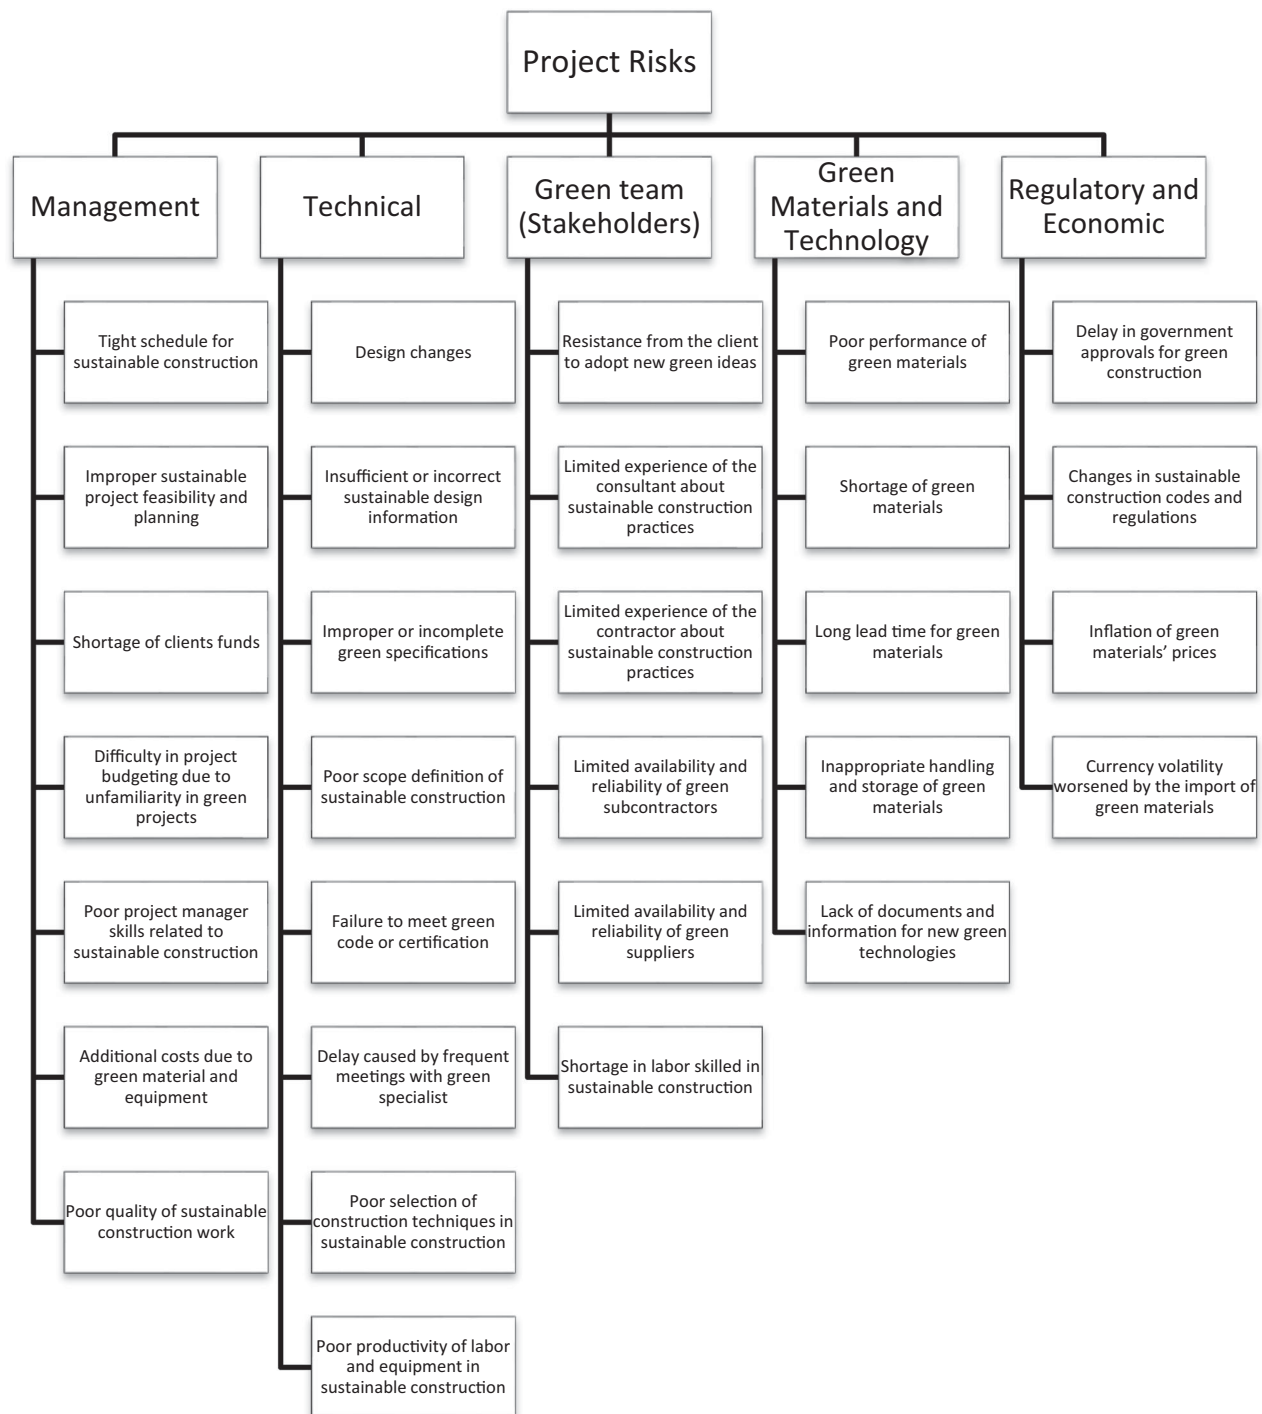 Project Risks
Management
Technical
Green team
(Stakeholders)
Green
Materials and
Technology
Regulatory and
Economic
Tight schedule for
sustainable construction
Improper sustainable
project feasibility and
planning
Shortage of clients funds
Difficulty in project
budgeting due to
unfamiliarity in green
projects
Poor project manager
skills related to
sustainable construction
Additional costs due to
green material and
equipment
Poor quality of sustainable
construction work
Design changes
Insufficient or incorrect
sustainable design
information
Improper or incomplete
green specifications
Poor scope definition of
sustainable construction
Failure to meet green
code or certification
Delay caused by frequent
meetings with green
specialist
Poor selection of
construction techniques in
sustainable construction
Poor productivity of labor
and equipment in
sustainable construction
Resistance from the client
to adopt new green ideas
Limited experience of the
consultant about
sustainable construction
practices
Limited experience of the
contractor about
sustainable construction
practices
Limited availability and
reliability of green
subcontractors
Limited availability and
reliability of green
suppliers
Shortage in labor skilled in
sustainable construction
Poor performance of
green materials
Shortage of green
materials
Long lead time for green
materials
Inappropriate handling
and storage of green
materials
Lack of documents and
information for new green
technologies
Delay in government
approvals for green
construction
Changes in sustainable
construction codes and
regulations
Inflation of green
materials’ prices
Currency volatility
worsened by the import of
green materials